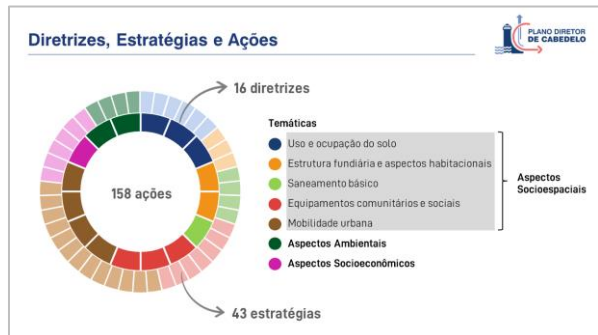 Diretrizes, Estratégias e Ações
PLANO DIRETOR
DE CABEDELO
16 diretrizes
158 ações
43 estratégias
Temáticas
Uso e ocupação do solo
Estrutura fundiária e aspectos habitacionais
Saneamento básico
Equipamentos comunitários e sociais
Mobilidade urbana
Aspectos Ambientais
Aspectos Socioeconômicos
Aspectos
Socioespaciais